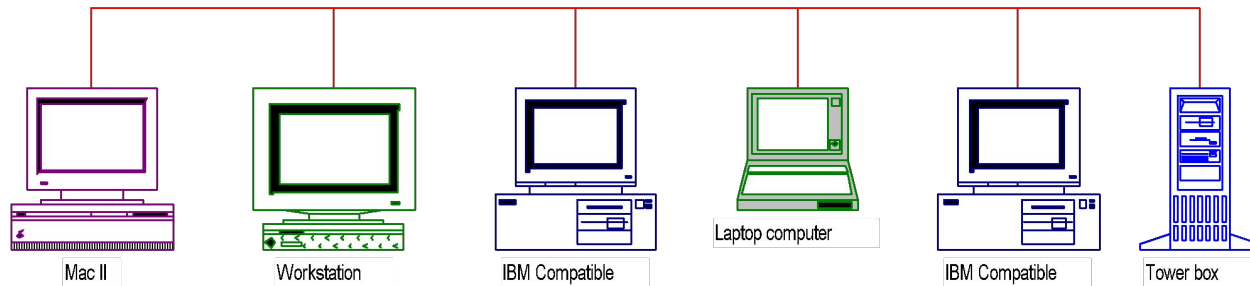 Mac II
Workstation
IBM Compatible
Laptop computer
IBM Compatible
Tower box